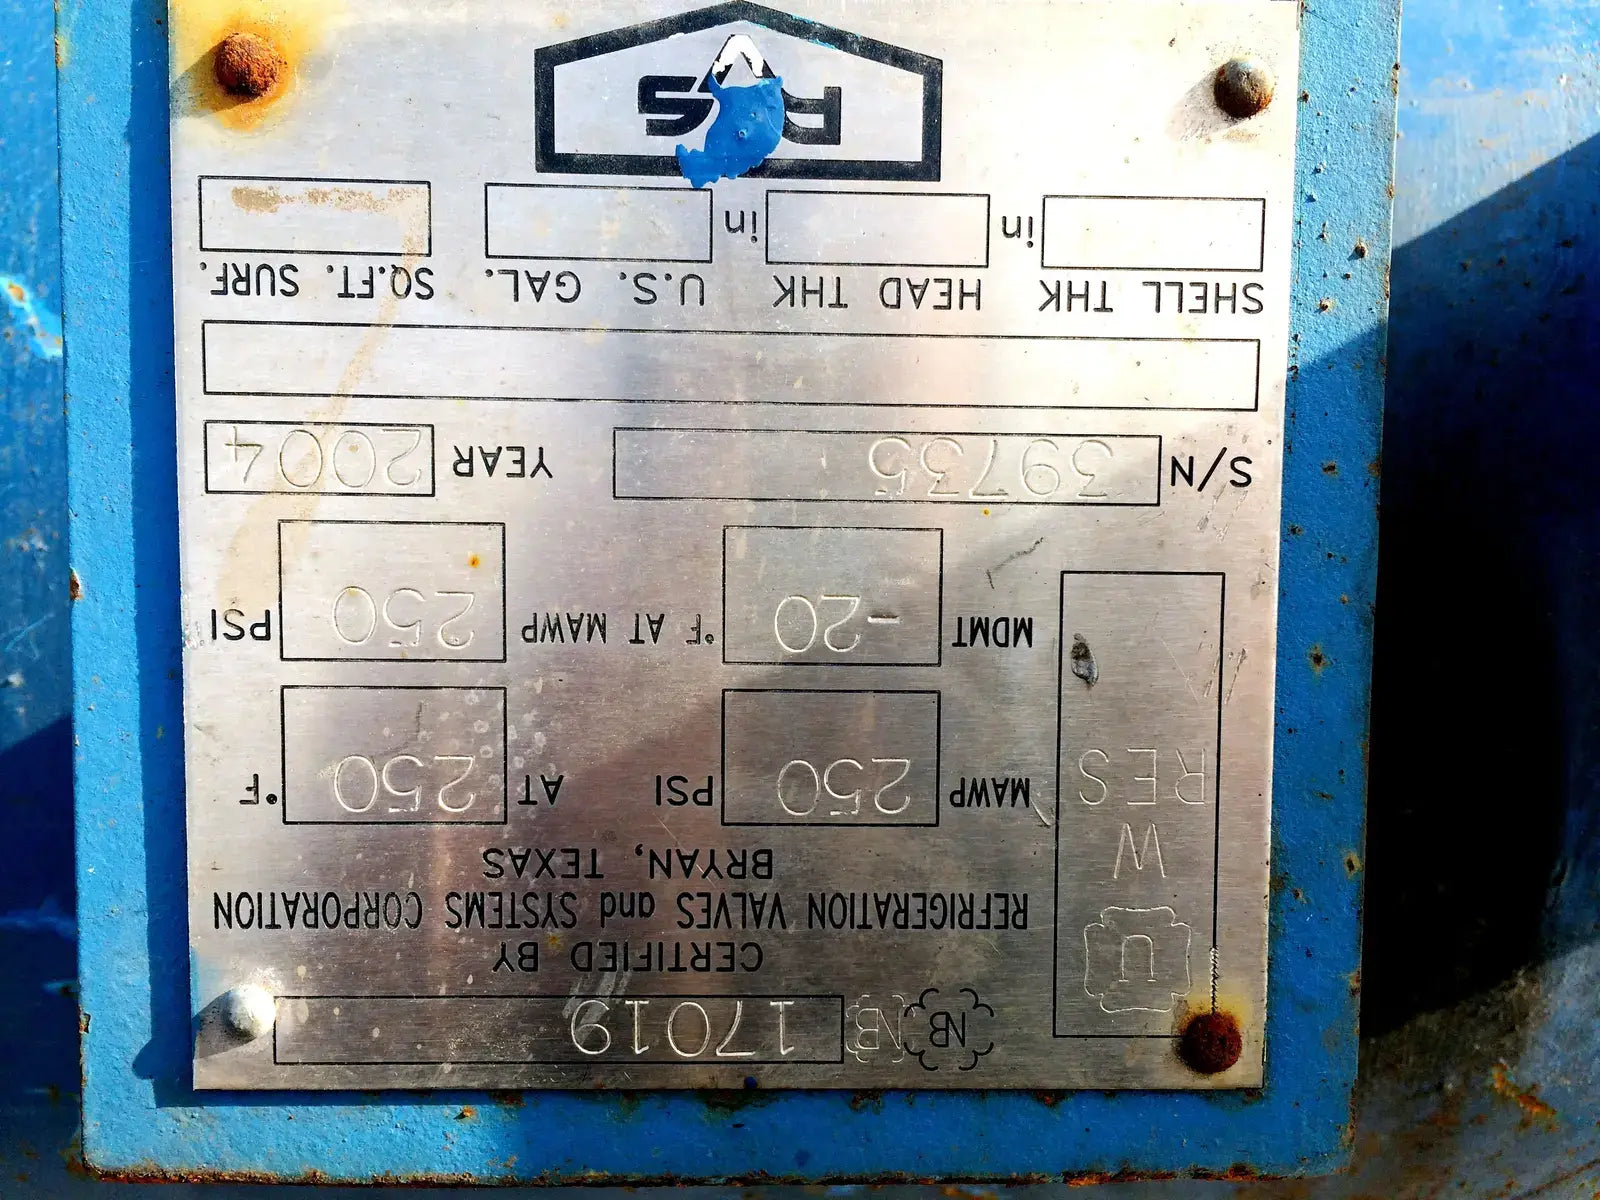 NB NB 17019
CERTIFIED BY
REFRIGERATION VALVES and SYSTEMS CORPORATION
BRYAN, TEXAS
U
W
RES
MAWP 250 PSI AT 250 °F
MDMT -20 °F AT MAWP 250 PSI
S/N 39735 YEAR 2004
SHELL THK HEAD THK U.S. GAL. SQ.FT. SURF.
in in
RVS